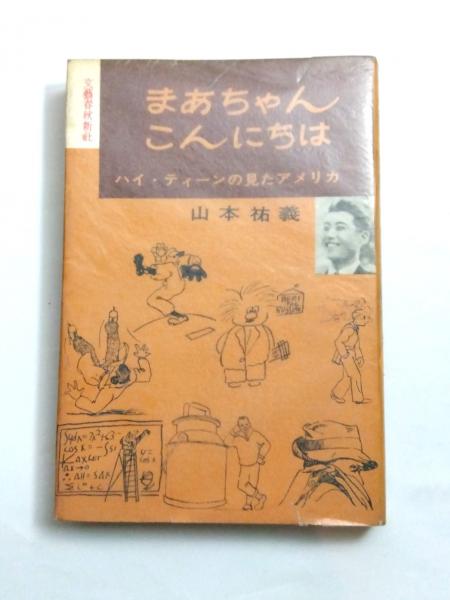 文藝春秋新社
まあちゃん
こんにちは
ハイ・ティーンの見たアメリカ
山本祐義